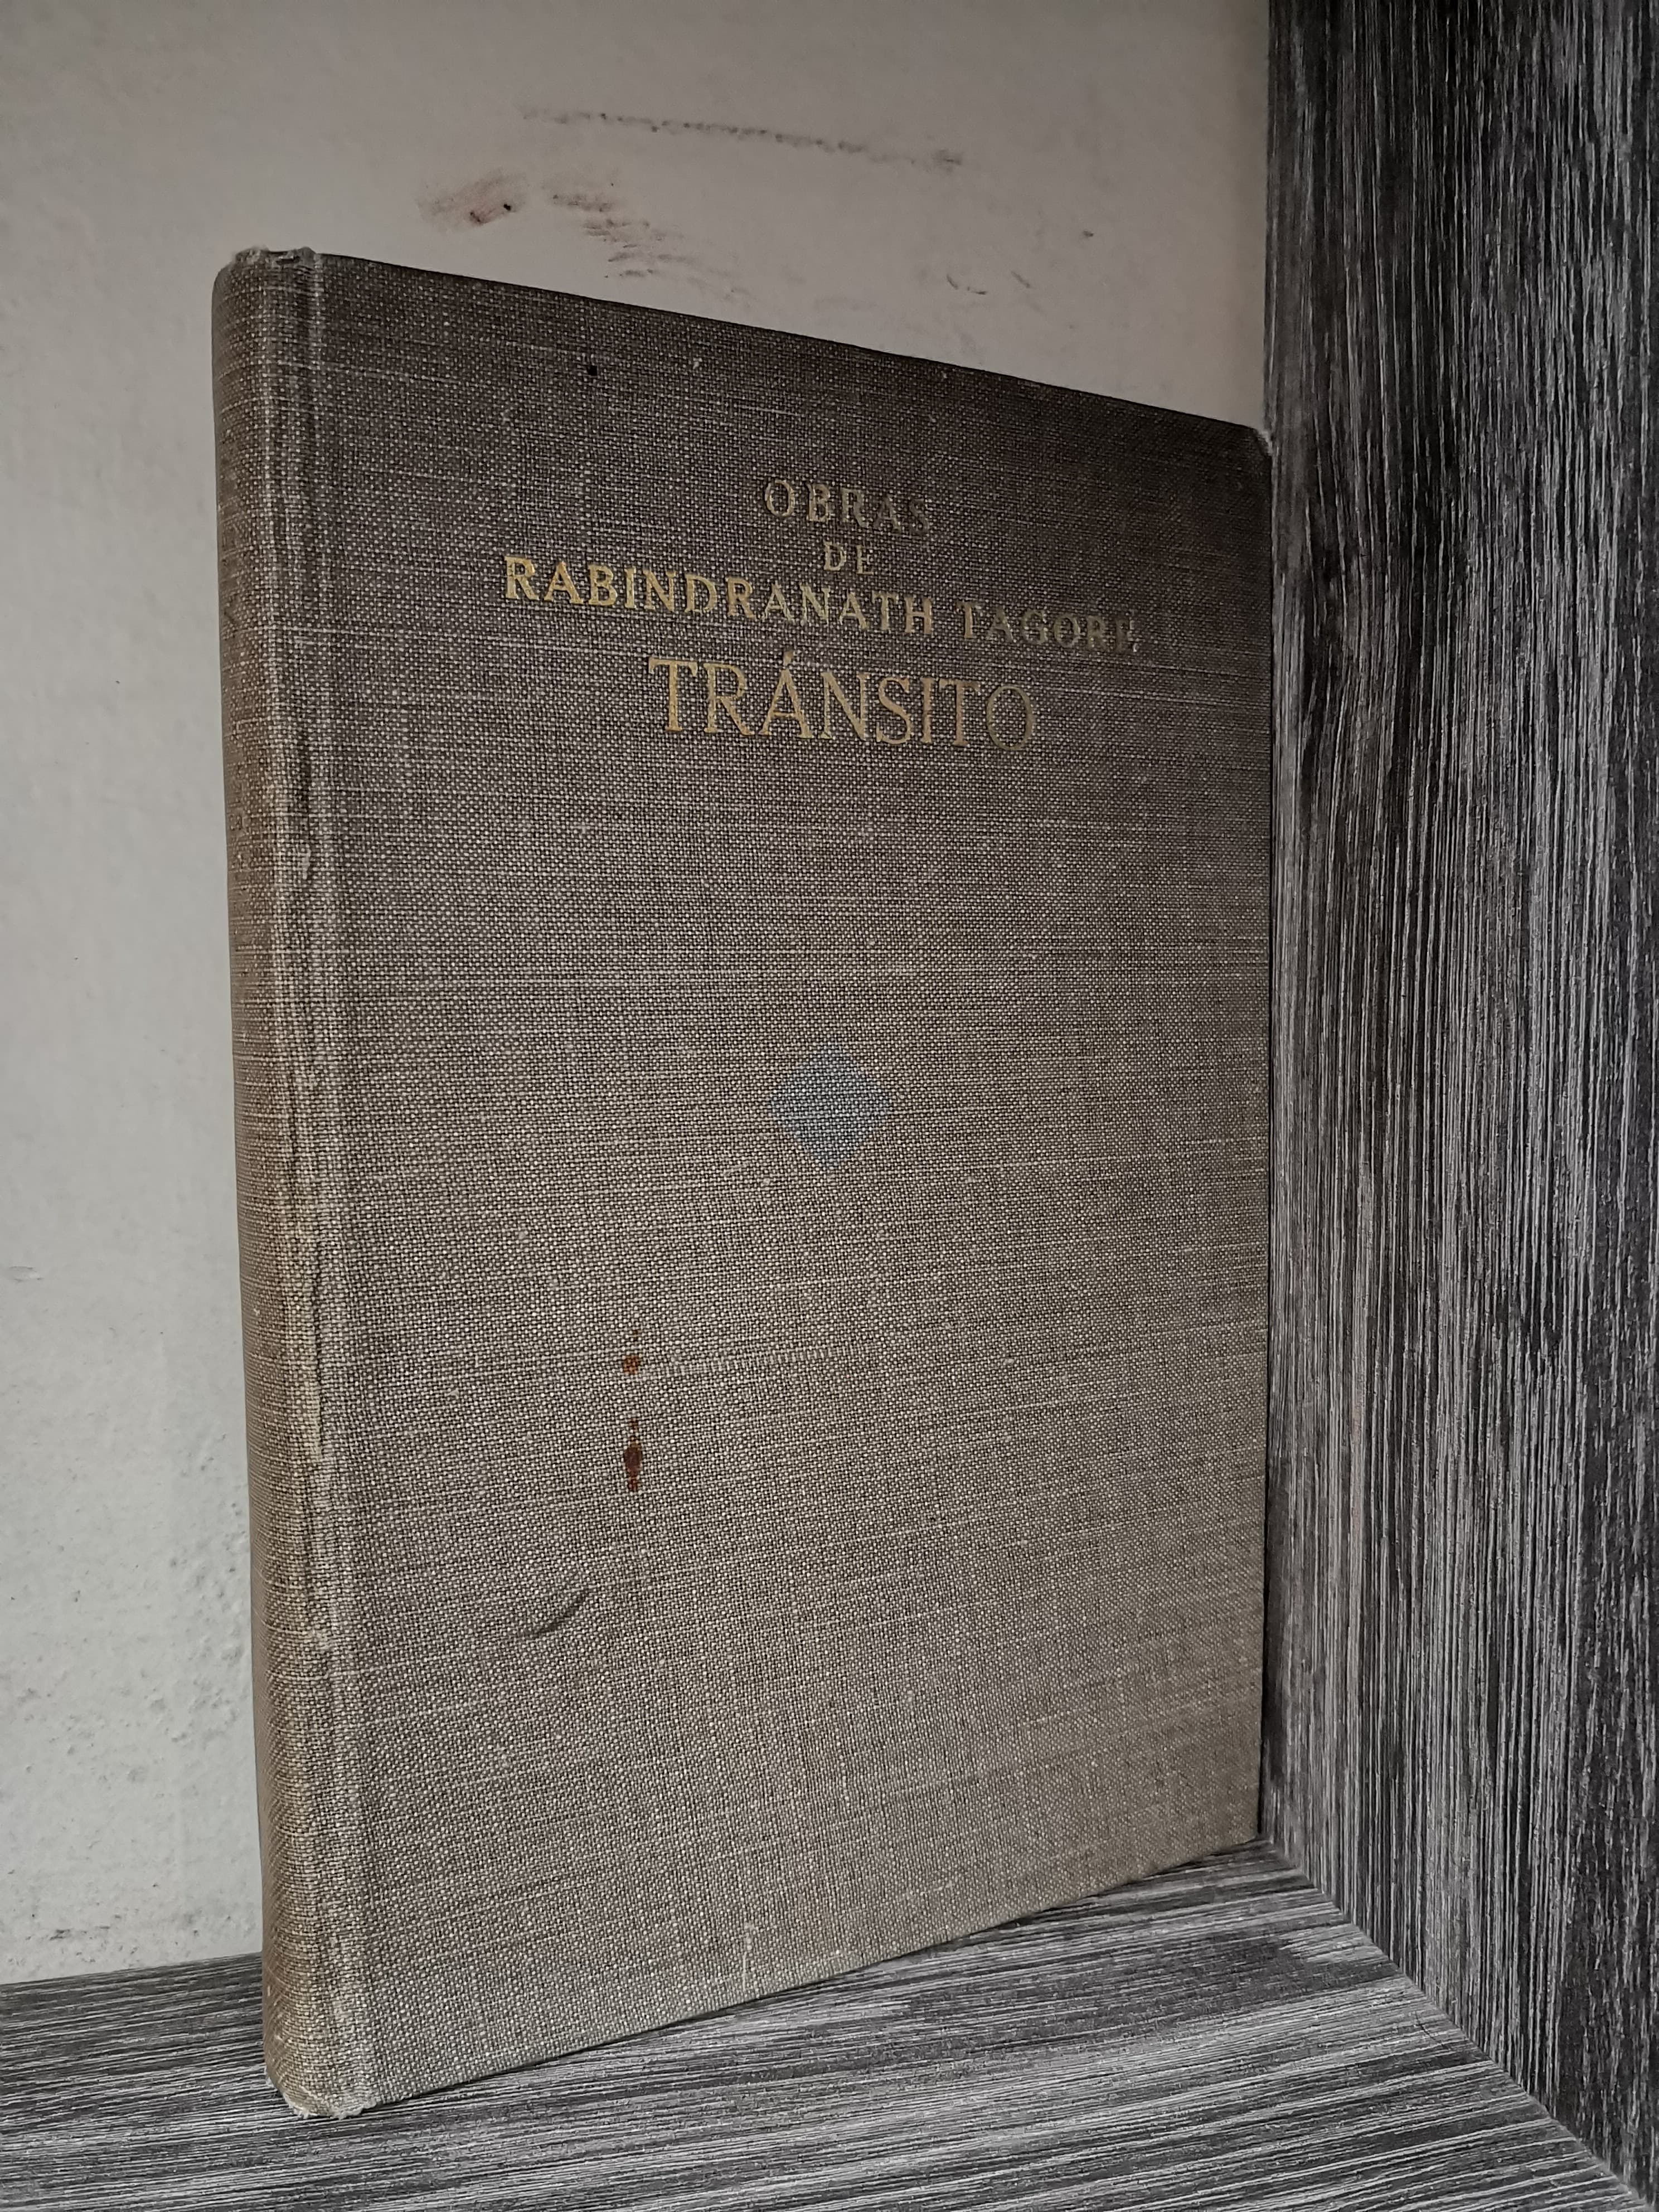 OBRAS
DE
RABINDRANATH TAGORE
TRÁNSITO